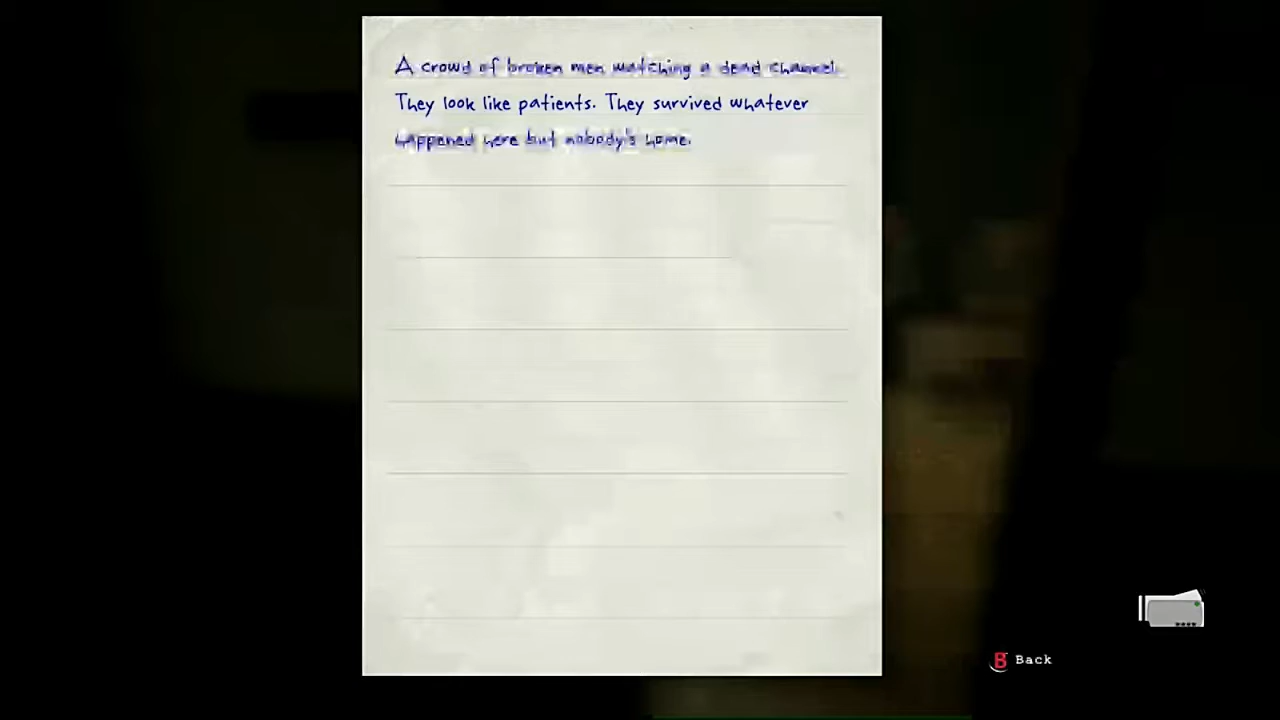 A crowd of broken men watching a dead channel.
They look like patients. They survived whatever
happened here but nobody's home.
B Back